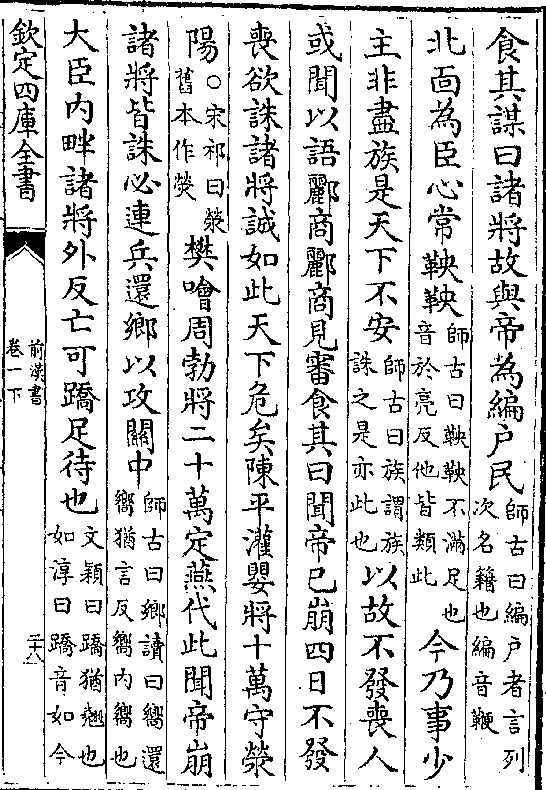 食其謀曰諸將故與帝為編户民師古曰編户者言列次名籍也編音鞭
北面為臣心常鞅鞅師古曰鞅鞅不滿足也音於亮反他皆類此今乃事少
主非盡族是天下不安師古曰族謂族誅之是亦此也以故不發喪人
或聞以語酈商酈商見審食其曰聞帝已崩四日不發
喪欲誅諸將誠如此天下危矣陳平灌嬰將十萬守滎
陽○宋祁曰滎舊本作熒樊噲周勃將二十萬定燕代此聞帝崩
諸將皆誅必連兵還鄉以攻關中師古曰鄉讀曰嚮還嚮猶言反嚮内嚮也
大臣内畔諸將外反亡可蹻足待也文穎曰蹻猶翹也如淳曰蹻音如今
欽定四庫全書
前漢書
卷一下
二十八